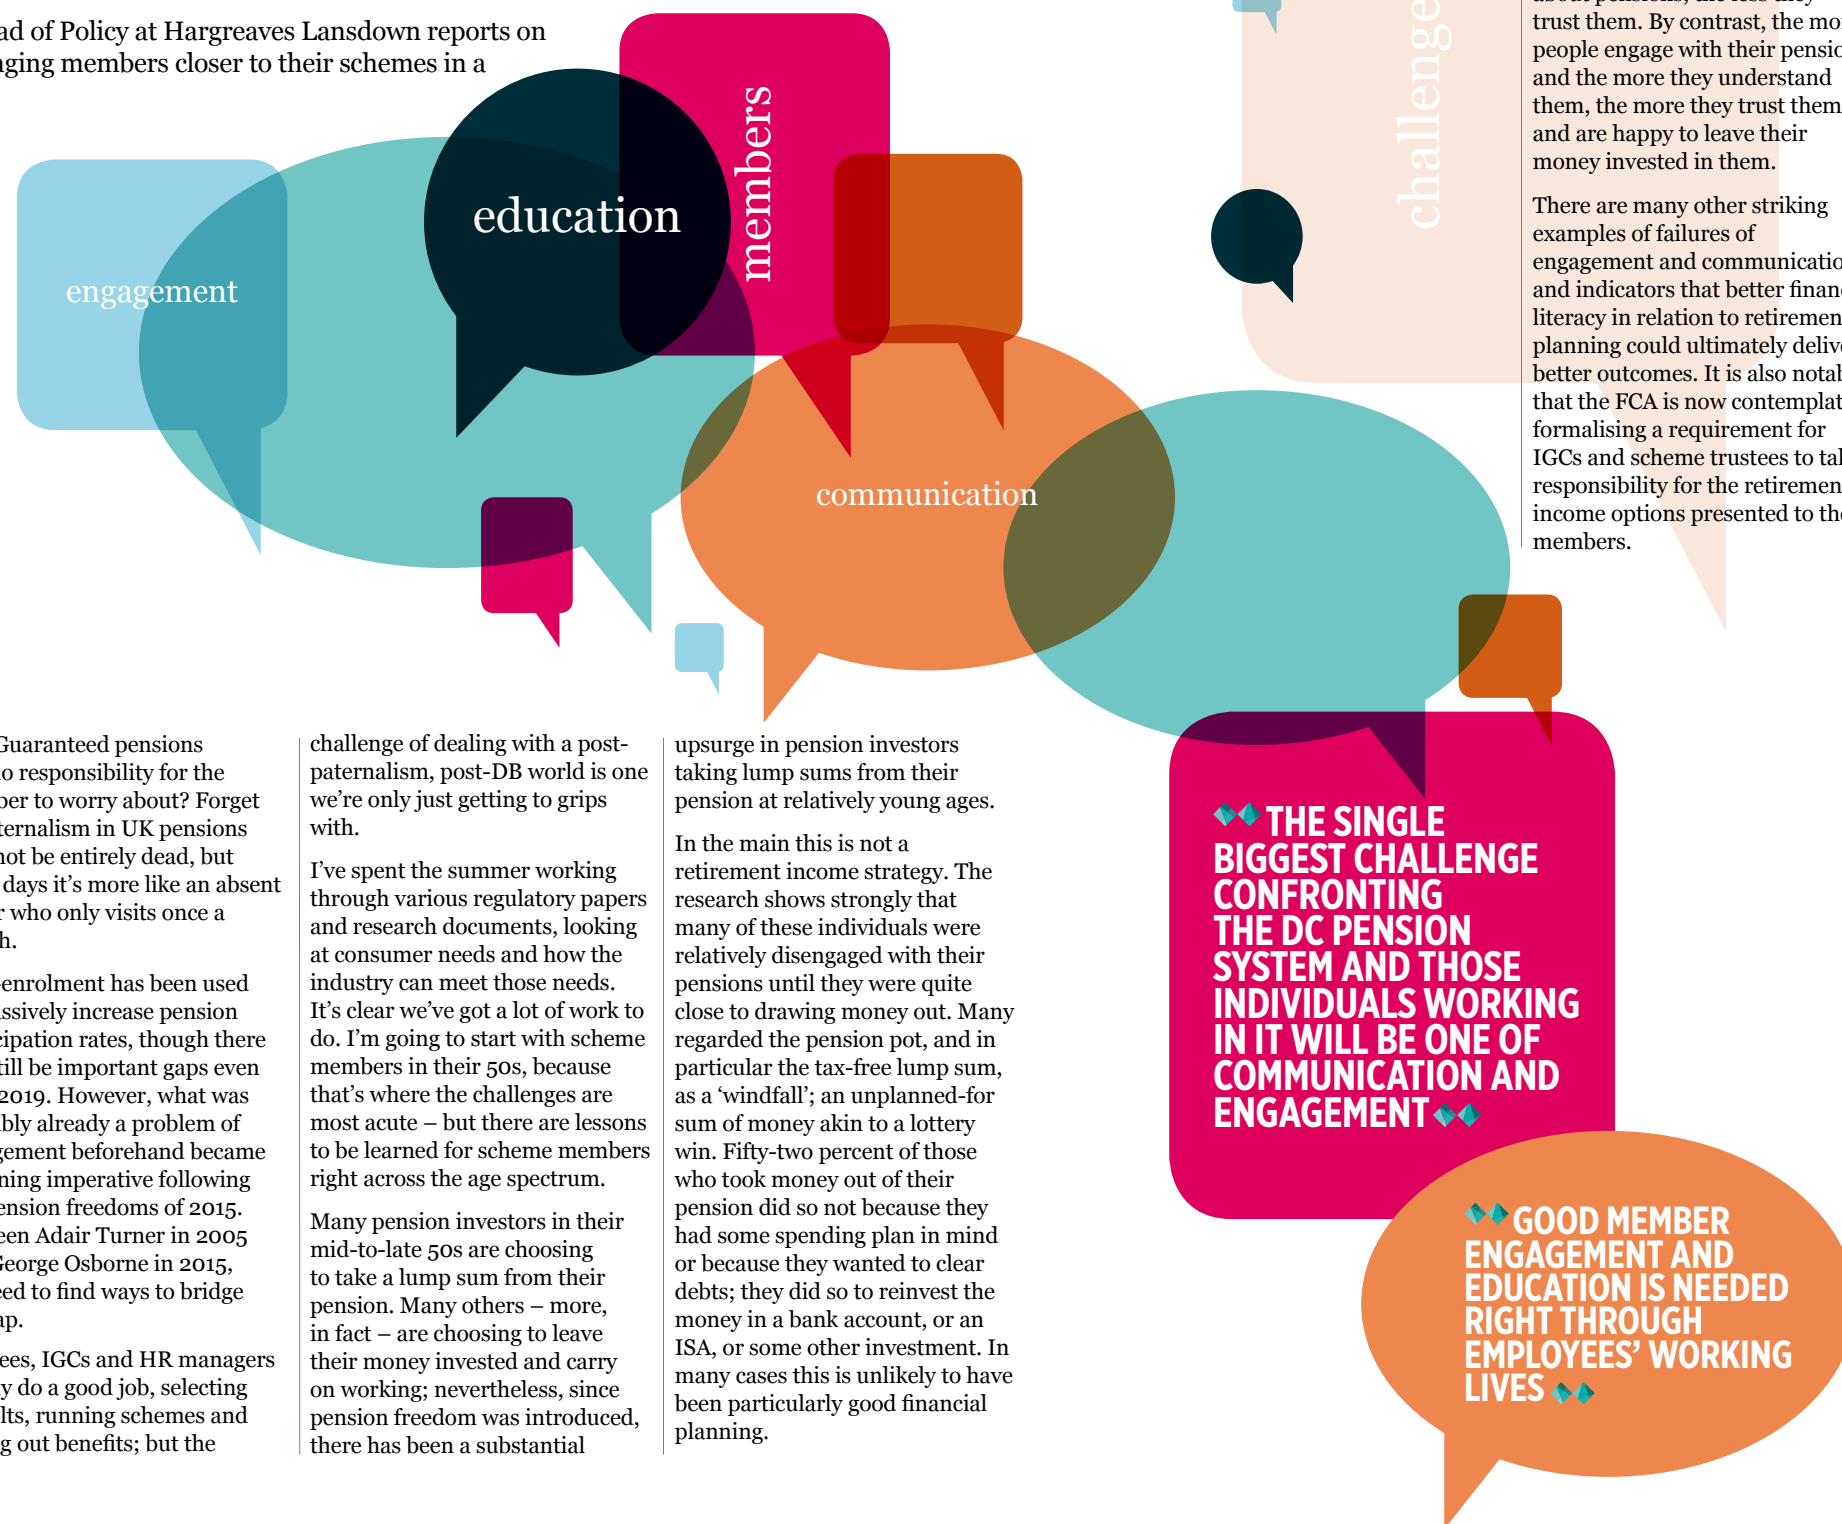 ad of Policy at Hargreaves Lansdown reports on
nging members closer to their schemes in a
engagement
education
members
communication
challenge
Guaranteed pensions
o responsibility for the
ber to worry about? Forget
ternalism in UK pensions
not be entirely dead, but
days it's more like an absent
r who only visits once a
h.
-enrolment has been used
ssively increase pension
cipation rates, though there
till be important gaps even
2019. However, what was
bly already a problem of
gement beforehand became
ning imperative following
ension freedoms of 2015.
een Adair Turner in 2005
George Osborne in 2015,
eed to find ways to bridge
ap.
ees, IGCs and HR managers
y do a good job, selecting
lts, running schemes and
g out benefits; but the
challenge of dealing with a post-
paternalism, post-DB world is one
we're only just getting to grips
with.
I've spent the summer working
through various regulatory papers
and research documents, looking
at consumer needs and how the
industry can meet those needs.
It's clear we've got a lot of work to
do. I'm going to start with scheme
members in their 50s, because
that's where the challenges are
most acute – but there are lessons
to be learned for scheme members
right across the age spectrum.
Many pension investors in their
mid-to-late 50s are choosing
to take a lump sum from their
pension. Many others – more,
in fact – are choosing to leave
their money invested and carry
on working; nevertheless, since
pension freedom was introduced,
there has been a substantial
upsurge in pension investors
taking lump sums from their
pension at relatively young ages.
In the main this is not a
retirement income strategy. The
research shows strongly that
many of these individuals were
relatively disengaged with their
pensions until they were quite
close to drawing money out. Many
regarded the pension pot, and in
particular the tax-free lump sum,
as a ‘windfall’; an unplanned-for
sum of money akin to a lottery
win. Fifty-two percent of those
who took money out of their
pension did so not because they
had some spending plan in mind
or because they wanted to clear
debts; they did so to reinvest the
money in a bank account, or an
ISA, or some other investment. In
many cases this is unlikely to have
been particularly good financial
planning.
about pensions, the less they
trust them. By contrast, the mor
people engage with their pensio
and the more they understand
them, the more they trust them
and are happy to leave their
money invested in them.
There are many other striking
examples of failures of
engagement and communicatio
and indicators that better financ
literacy in relation to retiremen
planning could ultimately delive
better outcomes. It is also notab
that the FCA is now contemplat
formalising a requirement for
IGCs and scheme trustees to tak
responsibility for the retiremen
income options presented to the
members.
THE SINGLE
BIGGEST CHALLENGE
CONFRONTING
THE DC PENSION
SYSTEM AND THOSE
INDIVIDUALS WORKING
IN IT WILL BE ONE OF
COMMUNICATION AND
ENGAGEMENT
GOOD MEMBER
ENGAGEMENT AND
EDUCATION IS NEEDED
RIGHT THROUGH
EMPLOYEES’ WORKING
LIVES